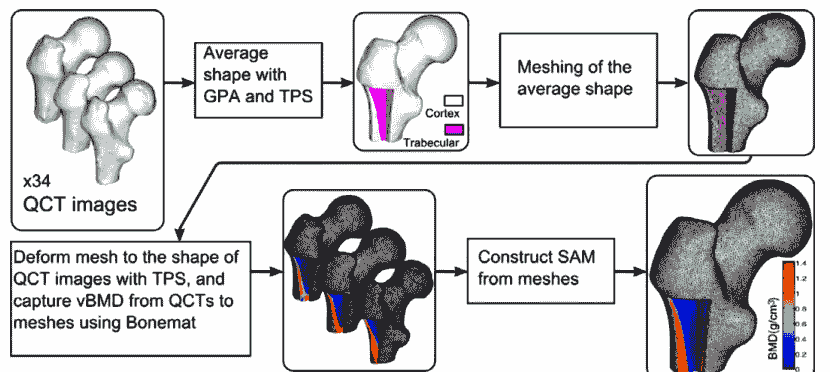 x34
QCT images
Average
shape with
GPA and TPS
Cortex
Trabecular
Meshing of the
average shape
Deform mesh to the shape of
QCT images with TPS, and
capture vBMD from QCTs to
meshes using Bonemat
Construct SAM
from meshes
BMD(g/cm³)
1.4
1.2
1
0.8
0.6
0.4
0.2
0